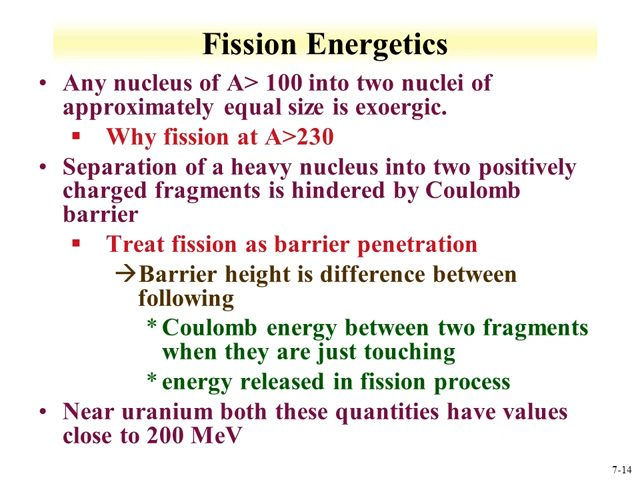 Fission Energetics
• Any nucleus of A> 100 into two nuclei of
approximately equal size is exoergic.
▪ Why fission at A>230
• Separation of a heavy nucleus into two positively
charged fragments is hindered by Coulomb
barrier
▪ Treat fission as barrier penetration
→Barrier height is difference between
following
* Coulomb energy between two fragments
when they are just touching
* energy released in fission process
• Near uranium both these quantities have values
close to 200 MeV
7-14